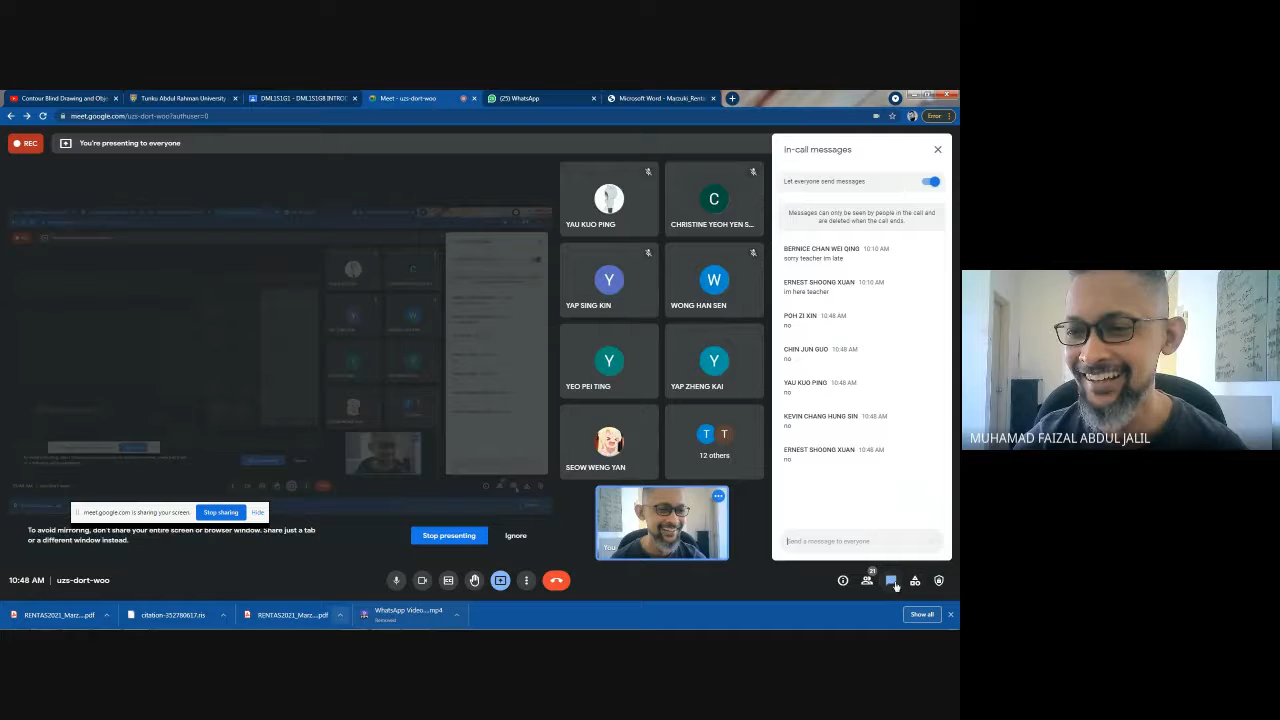 Contour Blind Drawing and Obje
Tunku Abdul Rahman University
DML1S1G1 - DML1S1G8 INTROD
Meet - uzs-dort-woo
(25) WhatsApp
Microsoft Word - Marzuki_Renta
meet.google.com/uzs-dort-woo?authuser=0
Error
REC
You're presenting to everyone
YAU KUO PING
C
CHRISTINE YEOH YEN S...
Y
YAP SING KIN
W
WONG HAN SEN
Y
YEO PEI TING
Y
YAP ZHENG KAI
SEOW WENG YAN
T
T
12 others
You
In-call messages
Let everyone send messages
Messages can only be seen by people in the call and
are deleted when the call ends.
BERNICE CHAN WEI QING 10:10 AM
sorry teacher im late
ERNEST SHOONG XUAN 10:10 AM
im here teacher
POH ZI XIN 10:48 AM
no
CHIN JUN GUO 10:48 AM
no
YAU KUO PING 10:48 AM
no
KEVIN CHANG HUNG SIN 10:48 AM
no
ERNEST SHOONG XUAN 10:48 AM
no
Send a message to everyone
meet.google.com is sharing your screen.
Stop sharing
Hide
To avoid mirroring, don't share your entire screen or browser window. Share just a tab
or a different window instead.
Stop presenting
Ignore
10:48 AM | uzs-dort-woo
21
RENTAS2021_Marz....pdf
citation-352780617.ris
RENTAS2021_Marz....pdf
WhatsApp Video....mp4
Removed
Show all
MUHAMAD FAIZAL ABDUL JALIL